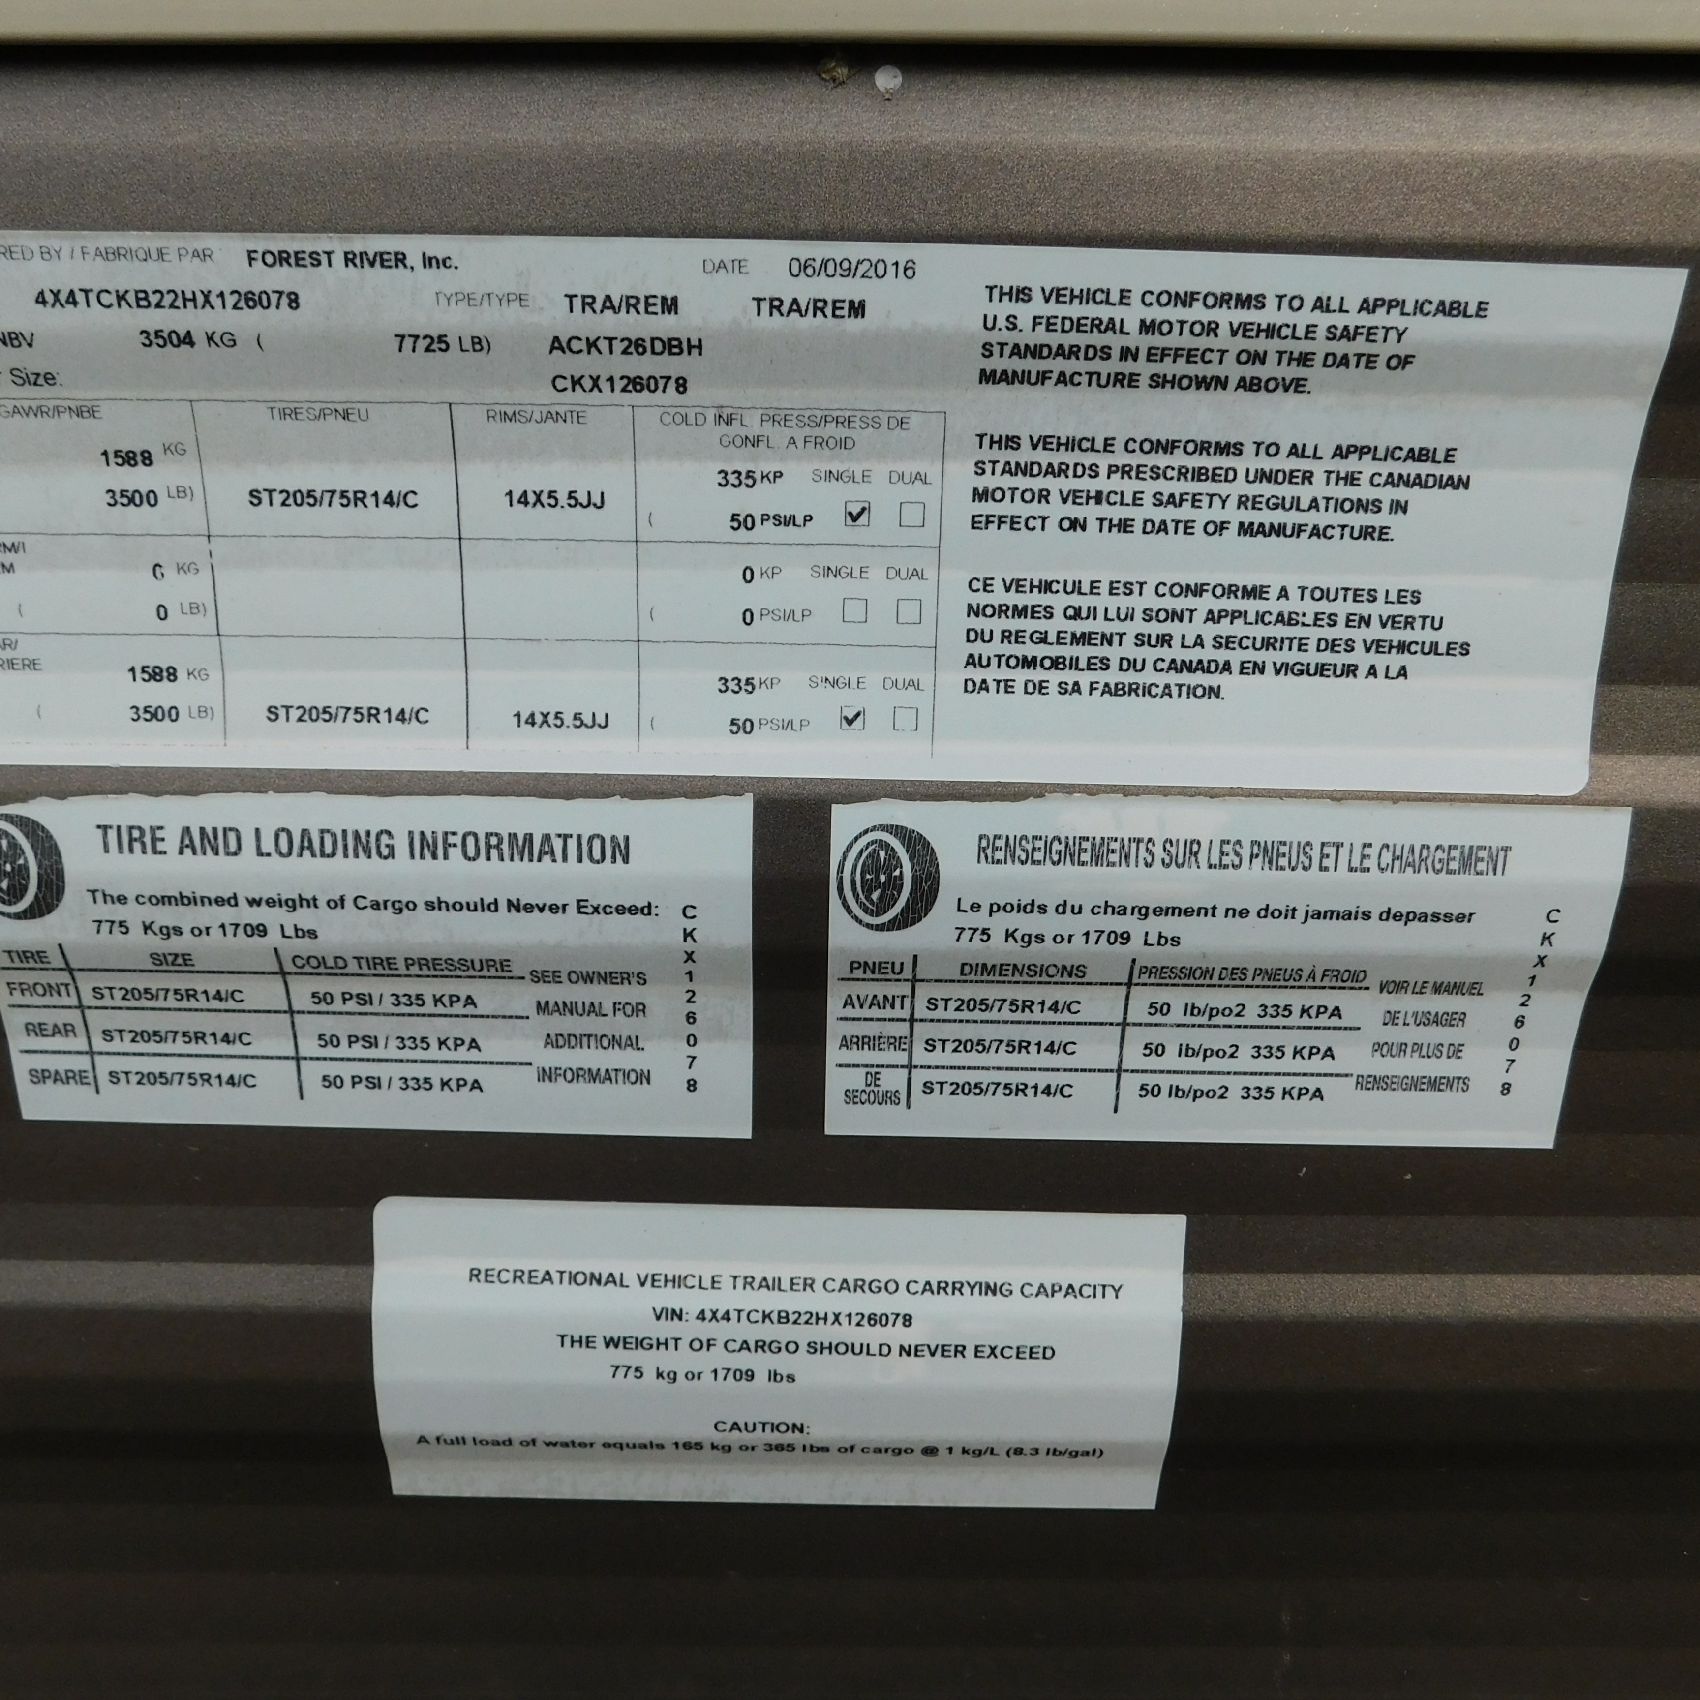 RED BY / FABRIQUE PAR FOREST RIVER, Inc. DATE 06/09/2016
4X4TCKB22HX126078 TYPE/TYPE TRA/REM TRA/REM
NBV 3504 KG ( 7725 LB) ACKT26DBH
Size: CKX126078
GAWR/PNBE TIRES/PNEU RIMS/JANTE COLD INFL. PRESS/PRESS DE
GONFL. A FROID
1588 KG 335 KP SINGLE DUAL
3500 LB) ST205/75R14/C 14X5.5JJ ( 50 PSI/LP
RM/I
M KG 0 KP SINGLE DUAL
( 0 LB) ( 0 PSI/LP
AR/
RIERE 1588 KG 335 KP SINGLE DUAL
( 3500 LB) ST205/75R14/C 14X5.5JJ ( 50 PSI/LP
THIS VEHICLE CONFORMS TO ALL APPLICABLE
U.S. FEDERAL MOTOR VEHICLE SAFETY
STANDARDS IN EFFECT ON THE DATE OF
MANUFACTURE SHOWN ABOVE.
THIS VEHICLE CONFORMS TO ALL APPLICABLE
STANDARDS PRESCRIBED UNDER THE CANADIAN
MOTOR VEHICLE SAFETY REGULATIONS IN
EFFECT ON THE DATE OF MANUFACTURE.
CE VEHICULE EST CONFORME A TOUTES LES
NORMES QUI LUI SONT APPLICABLES EN VERTU
DU REGLEMENT SUR LA SECURITE DES VEHICULES
AUTOMOBILES DU CANADA EN VIGUEUR A LA
DATE DE SA FABRICATION.
TIRE AND LOADING INFORMATION
The combined weight of Cargo should Never Exceed:
775 Kgs or 1709 Lbs
TIRE SIZE COLD TIRE PRESSURE SEE OWNER'S
FRONT ST205/75R14/C 50 PSI / 335 KPA MANUAL FOR
REAR ST205/75R14/C 50 PSI / 335 KPA ADDITIONAL
SPARE ST205/75R14/C 50 PSI / 335 KPA INFORMATION
CKX126078
RENSEIGNEMENTS SUR LES PNEUS ET LE CHARGEMENT
Le poids du chargement ne doit jamais depasser
775 Kgs or 1709 Lbs
PNEU DIMENSIONS PRESSION DES PNEUS À FROID VOIR LE MANUEL
AVANT ST205/75R14/C 50 lb/po2 335 KPA DE L'USAGER
ARRIÈRE ST205/75R14/C 50 lb/po2 335 KPA POUR PLUS DE
DE
SECOURS ST205/75R14/C 50 lb/po2 335 KPA RENSEIGNEMENTS
CKX126078
RECREATIONAL VEHICLE TRAILER CARGO CARRYING CAPACITY
VIN: 4X4TCKB22HX126078
THE WEIGHT OF CARGO SHOULD NEVER EXCEED
775 kg or 1709 lbs
CAUTION:
A full load of water equals 165 kg or 365 lbs of cargo @ 1 kg/L (8.3 lb/gal)